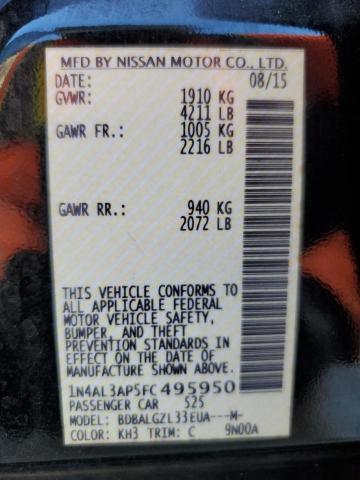 MFD BY NISSAN MOTOR CO., LTD.
DATE: 08/15
GVWR: 1910 KG
4211 LB
GAWR FR.: 1005 KG
2216 LB
GAWR RR.: 940 KG
2072 LB
THIS VEHICLE CONFORMS TO
ALL APPLICABLE FEDERAL
MOTOR VEHICLE SAFETY,
BUMPER, AND THEFT
PREVENTION STANDARDS IN
EFFECT ON THE DATE OF
MANUFACTURE SHOWN ABOVE.
1N4AL3AP5FC495950
PASSENGER CAR 525
MODEL: BDBALGZL33EUA---M-
COLOR: KH3 TRIM: C 9N00A